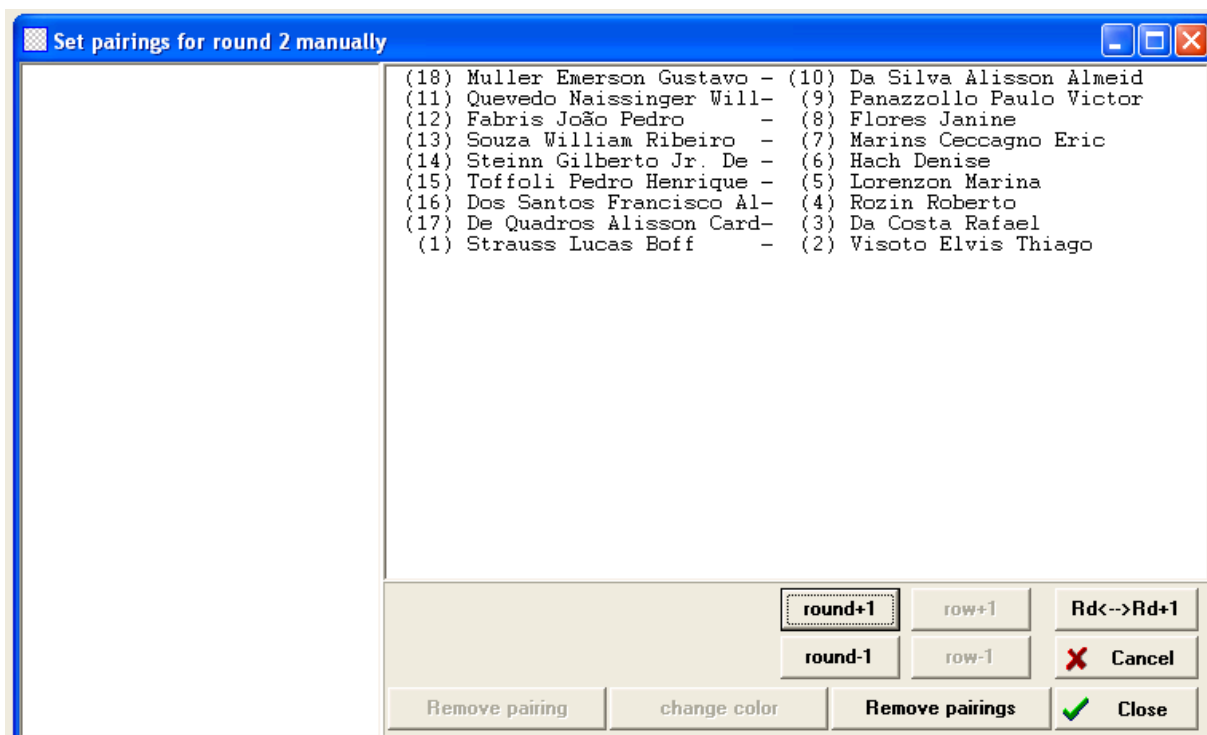 Set pairings for round 2 manually
(18) Muller Emerson Gustavo - (10) Da Silva Alisson Almeid
(11) Quevedo Naissinger Will- (9) Panazzollo Paulo Victor
(12) Fabris João Pedro - (8) Flores Janine
(13) Souza William Ribeiro - (7) Marins Ceccagno Eric
(14) Steinn Gilberto Jr. De - (6) Hach Denise
(15) Toffoli Pedro Henrique - (5) Lorenzon Marina
(16) Dos Santos Francisco Al- (4) Rozin Roberto
(17) De Quadros Alisson Card- (3) Da Costa Rafael
(1) Strauss Lucas Boff - (2) Visoto Elvis Thiago
round+1 row+1 Rd<-->Rd+1
round-1 row-1 Cancel
Remove pairing change color Remove pairings Close